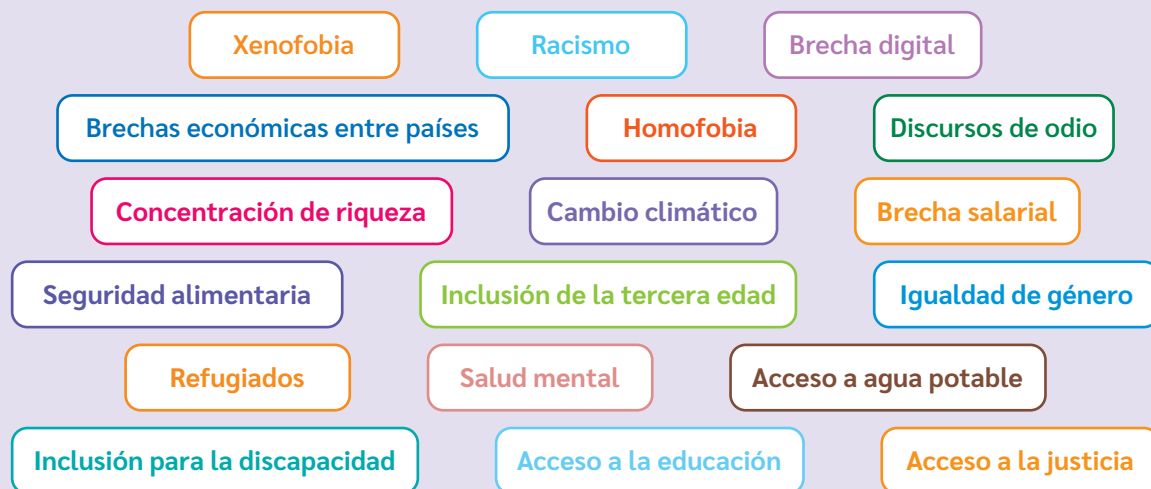 Xenofobia
Racismo
Brecha digital
Brechas económicas entre países
Homofobia
Discursos de odio
Concentración de riqueza
Cambio climático
Brecha salarial
Seguridad alimentaria
Inclusión de la tercera edad
Igualdad de género
Refugiados
Salud mental
Acceso a agua potable
Inclusión para la discapacidad
Acceso a la educación
Acceso a la justicia